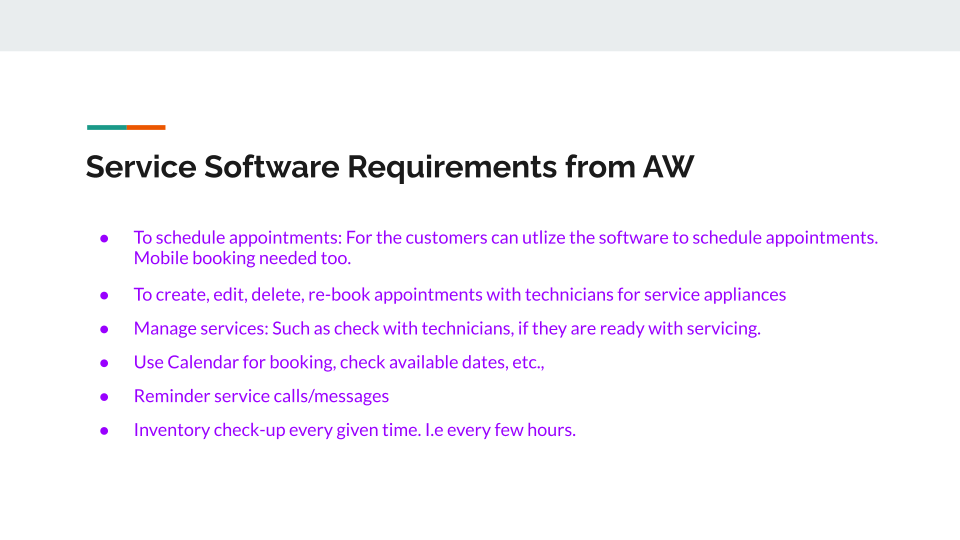 Service Software Requirements from AW
● To schedule appointments: For the customers can utlize the software to schedule appointments.
Mobile booking needed too.
● To create, edit, delete, re-book appointments with technicians for service appliances
● Manage services: Such as check with technicians, if they are ready with servicing.
● Use Calendar for booking, check available dates, etc.,
● Reminder service calls/messages
● Inventory check-up every given time. I.e every few hours.